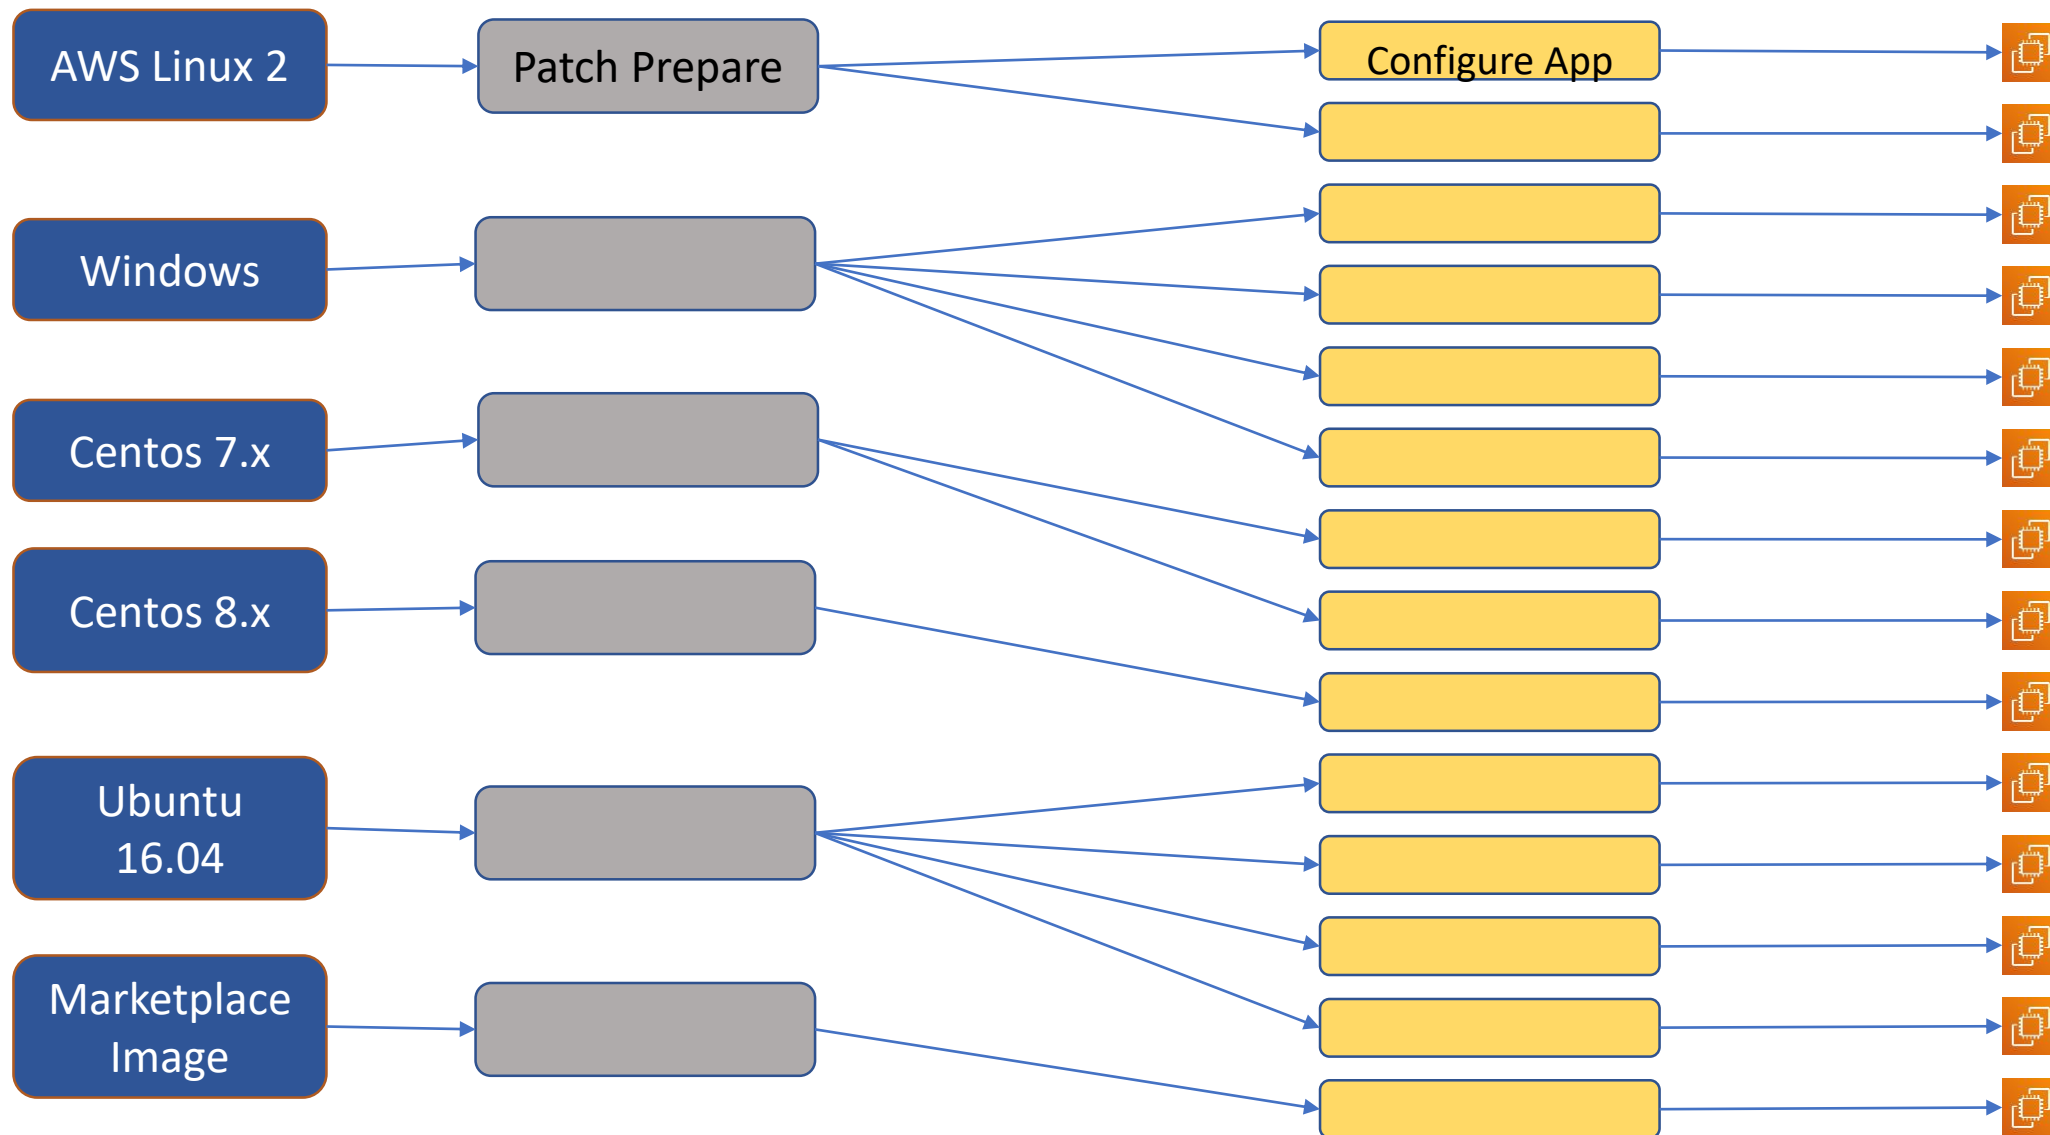 AWS Linux 2
Patch Prepare
Configure App
Windows
Centos 7.x
Centos 8.x
Ubuntu
16.04
Marketplace
Image